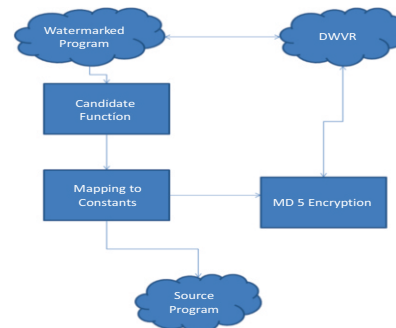 Watermarked
Program
DWVR
Candidate
Function
Mapping to
Constants
MD 5 Encryption
Source
Program